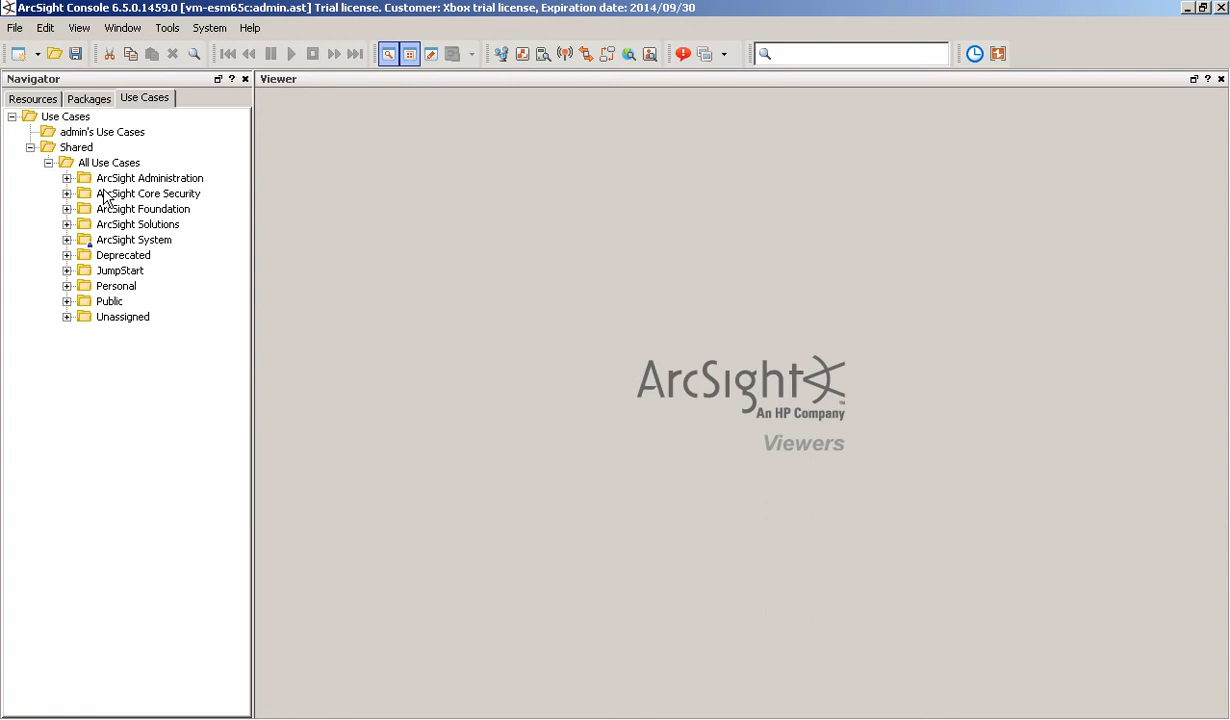 ArcSight Console 6.5.0.1459.0 [vm-esm65c:admin.ast] Trial license. Customer: Xbox trial license, Expiration date: 2014/09/30
File Edit View Window Tools System Help
Navigator
Viewer
Resources Packages Use Cases
Use Cases
admin's Use Cases
Shared
All Use Cases
ArcSight Administration
ArcSight Core Security
ArcSight Foundation
ArcSight Solutions
ArcSight System
Deprecated
JumpStart
Personal
Public
Unassigned
ArcSight
An HP Company
Viewers